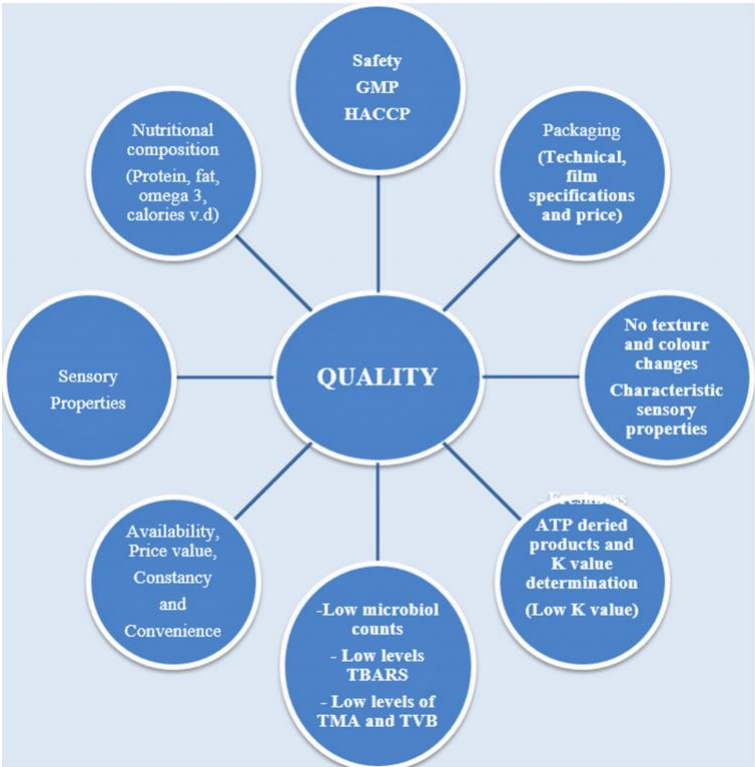 Safety
GMP
HACCP
Nutritional
composition
(Protein, fat,
omega 3,
calories v.d)
Packaging
(Technical,
film
specifications
and price)
Sensory
Properties
QUALITY
No texture
and colour
changes
Characteristic
sensory
properties
Availability,
Price value,
Constancy
and
Convenience
-Low microbiol
counts
- Low levels
TBARS
- Low levels of
TMA and TVB
- Freshness
ATP deried
products and
K value
determination
(Low K value)